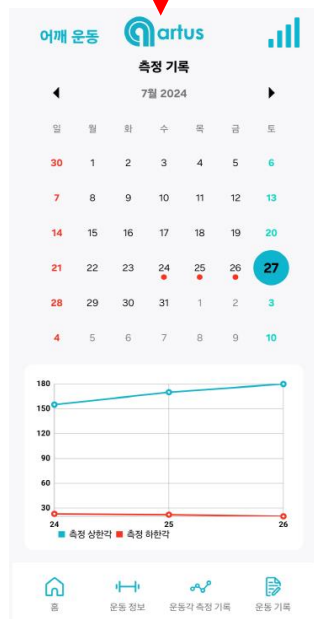 어깨 운동 artus
측정 기록
7월 2024
일 월 화 수 목 금 토
30 1 2 3 4 5 6
7 8 9 10 11 12 13
14 15 16 17 18 19 20
21 22 23 24 25 26 27
28 29 30 31 1 2 3
4 5 6 7 8 9 10
180
150
120
90
60
30
24 25 26
측정 상한각 측정 하한각
홈 운동 정보 운동각 측정 기록 운동 기록